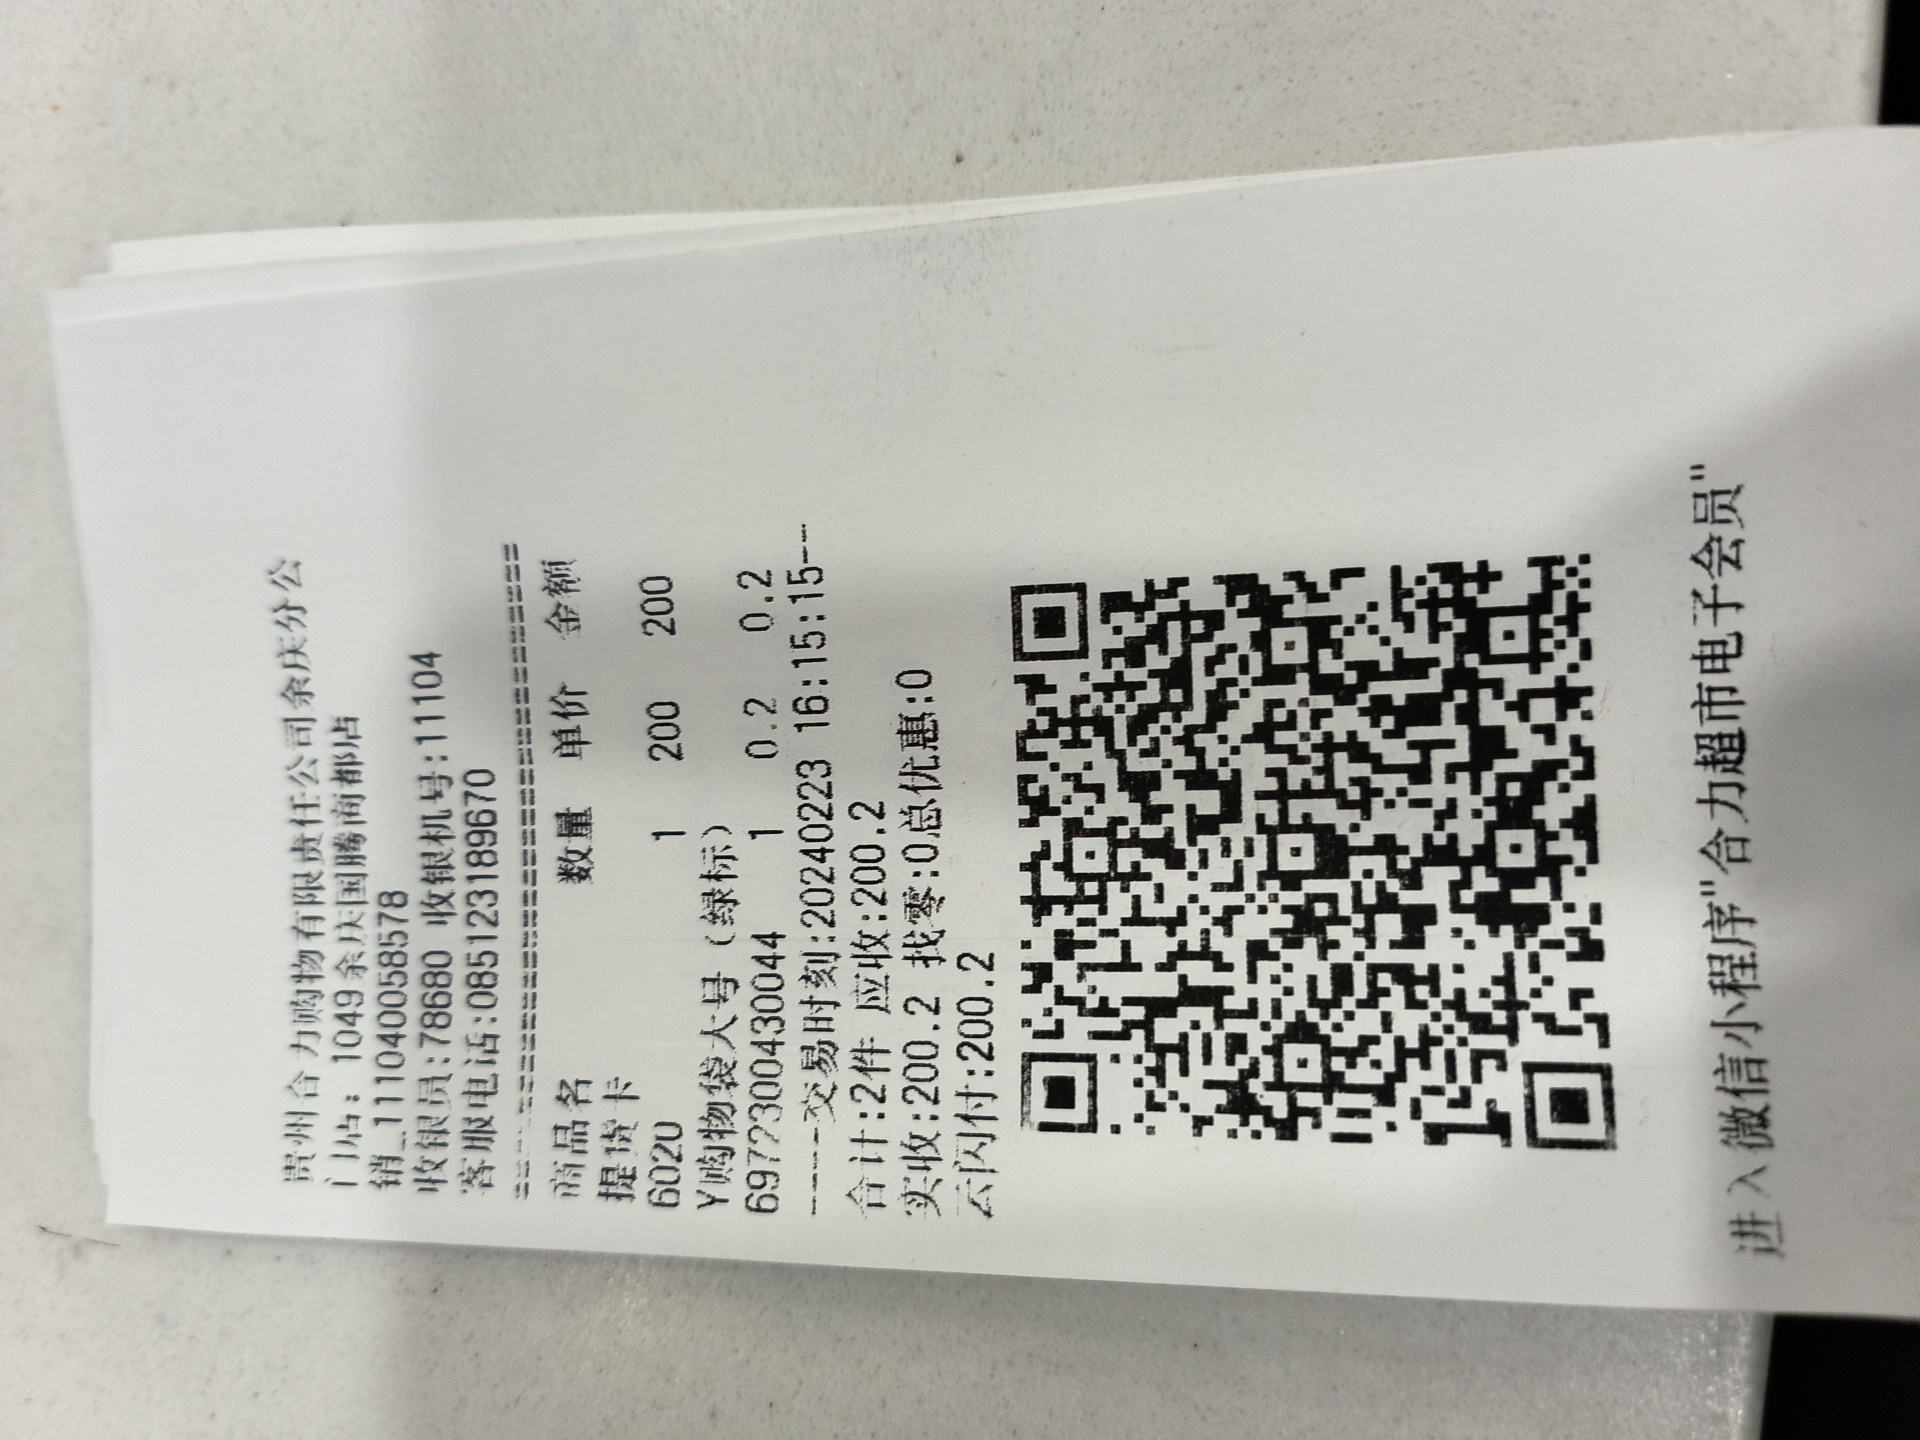 贵州合力购物有限责任公司余庆分公
门店: 1049余庆国腾商都店
销_111040058578
收银员:78680 收银机号:11104
客服电话:085123189670
================================
商品名 数量 单价 金额
提货卡
6020 1 200 200
Y购物袋大号（绿标）
6977300430044 1 0.2 0.2
----交易时刻:20240223 16:15:15--
合计:2件 应收:200.2
实收:200.2 找零:0总优惠:0
云闪付:200.2
进入微信小程序"合力超市电子会员"